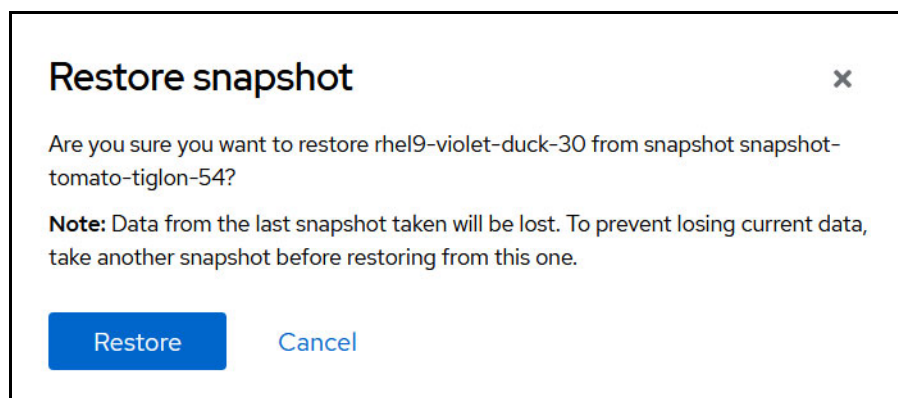 Restore snapshot
Are you sure you want to restore rhel9-violet-duck-30 from snapshot snapshot-
tomato-tiglon-54?
Note: Data from the last snapshot taken will be lost. To prevent losing current data,
take another snapshot before restoring from this one.
Restore Cancel